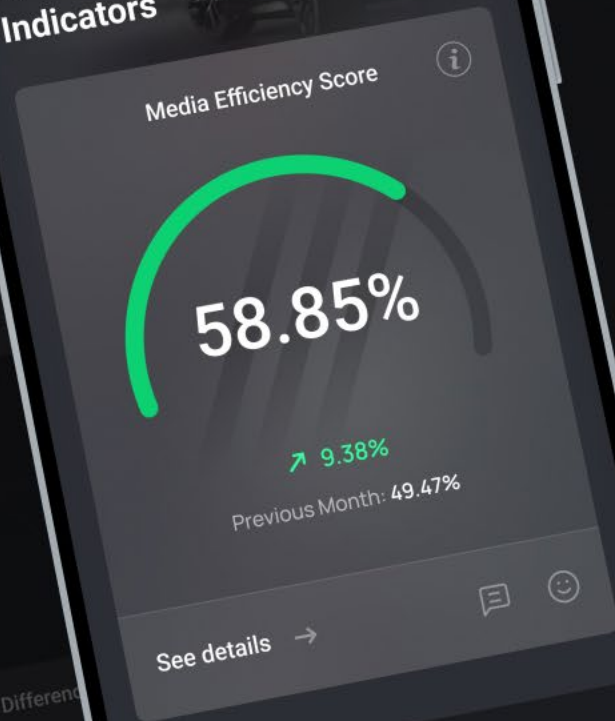 Indicators
Media Efficiency Score
58.85%
9.38%
Previous Month: 49.47%
See details